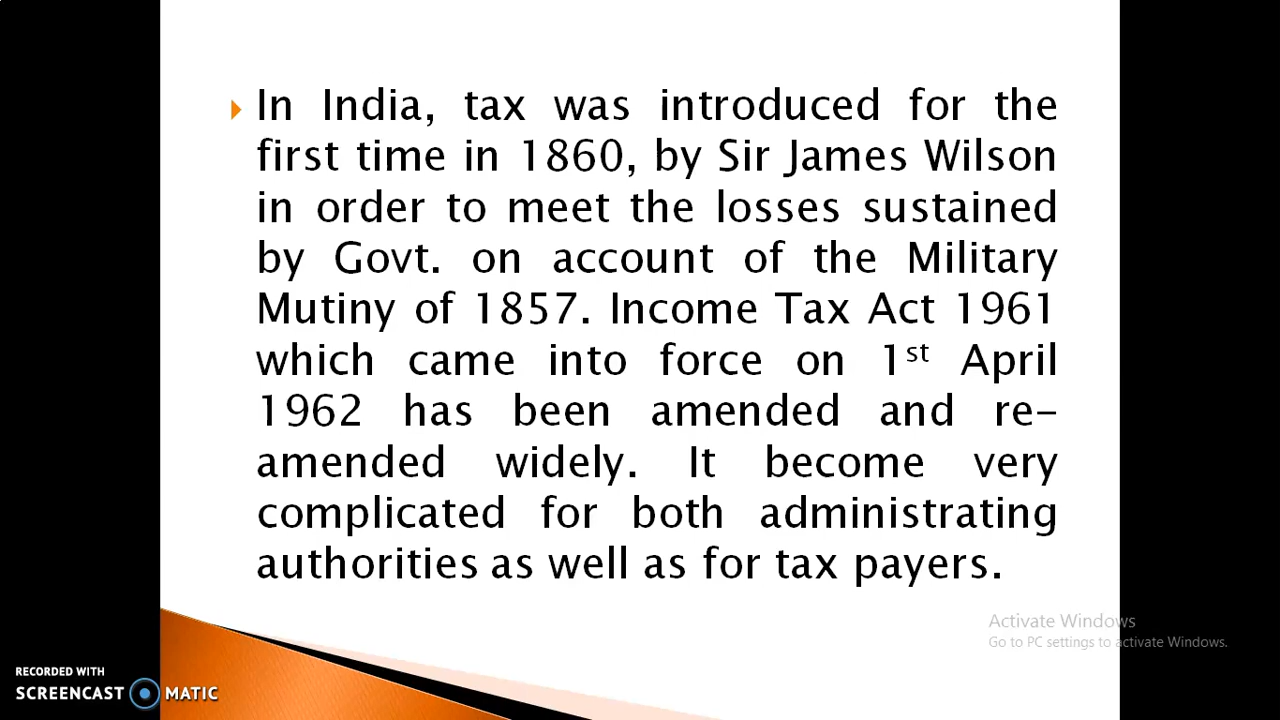 In India, tax was introduced for the
first time in 1860, by Sir James Wilson
in order to meet the losses sustained
by Govt. on account of the Military
Mutiny of 1857. Income Tax Act 1961
which came into force on 1st April
1962 has been amended and re-
amended widely. It become very
complicated for both administrating
authorities as well as for tax payers.
Activate Windows
Go to PC settings to activate Windows.
RECORDED WITH
SCREENCAST MATIC